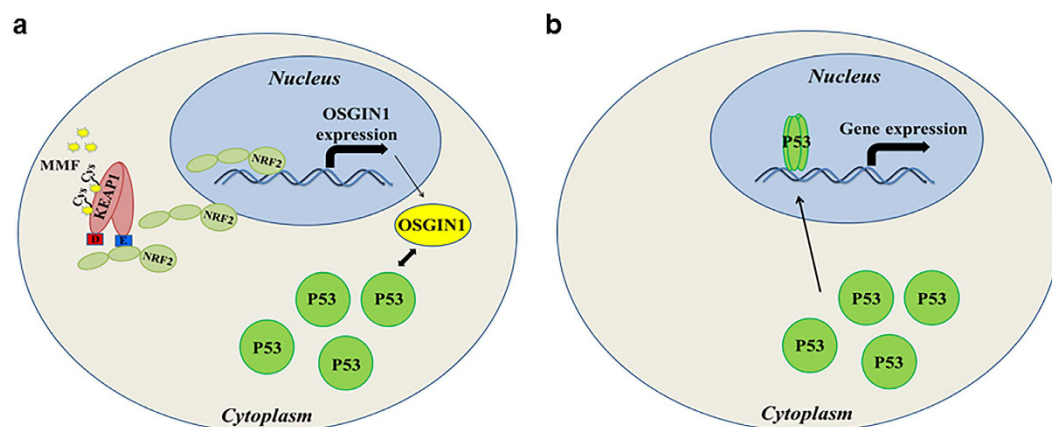 a
Nucleus
OSGIN1
expression
MMF
Cys
Cys
KEAP1
NRF2
NRF2
D
E
NRF2
OSGIN1
P53
P53
P53
P53
Cytoplasm
b
Nucleus
P53
Gene expression
P53
P53
P53
P53
Cytoplasm